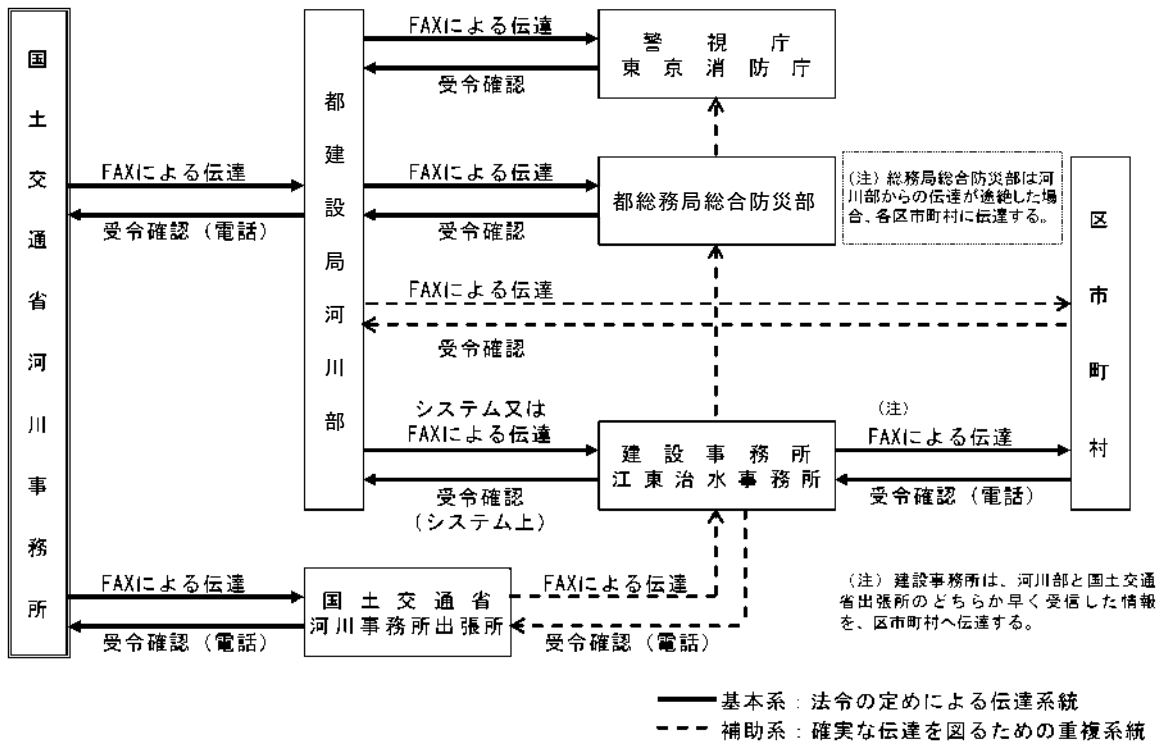 国土交通省河川事務所
FAXによる伝達
受令確認（電話）
FAXによる伝達
受令確認（電話）
都建設局河川部
国土交通省
河川事務所出張所
FAXによる伝達
受令確認
警視庁
東京消防庁
FAXによる伝達
受令確認
都総務局総合防災部
(注) 総務局総合防災部は河
川部からの伝達が途絶した場
合、各区市町村に伝達する。
FAXによる伝達
受令確認
システム又は
FAXによる伝達
受令確認
(システム上)
建設事務所
江東治水事務所
(注)
FAXによる伝達
受令確認（電話）
区市町村
FAXによる伝達
受令確認（電話）
(注) 建設事務所は、河川部と国土交通
省出張所のどちらか早く受信した情報
を、区市町村へ伝達する。
基本系：法令の定めによる伝達系統
補助系：確実な伝達を図るための重複系統